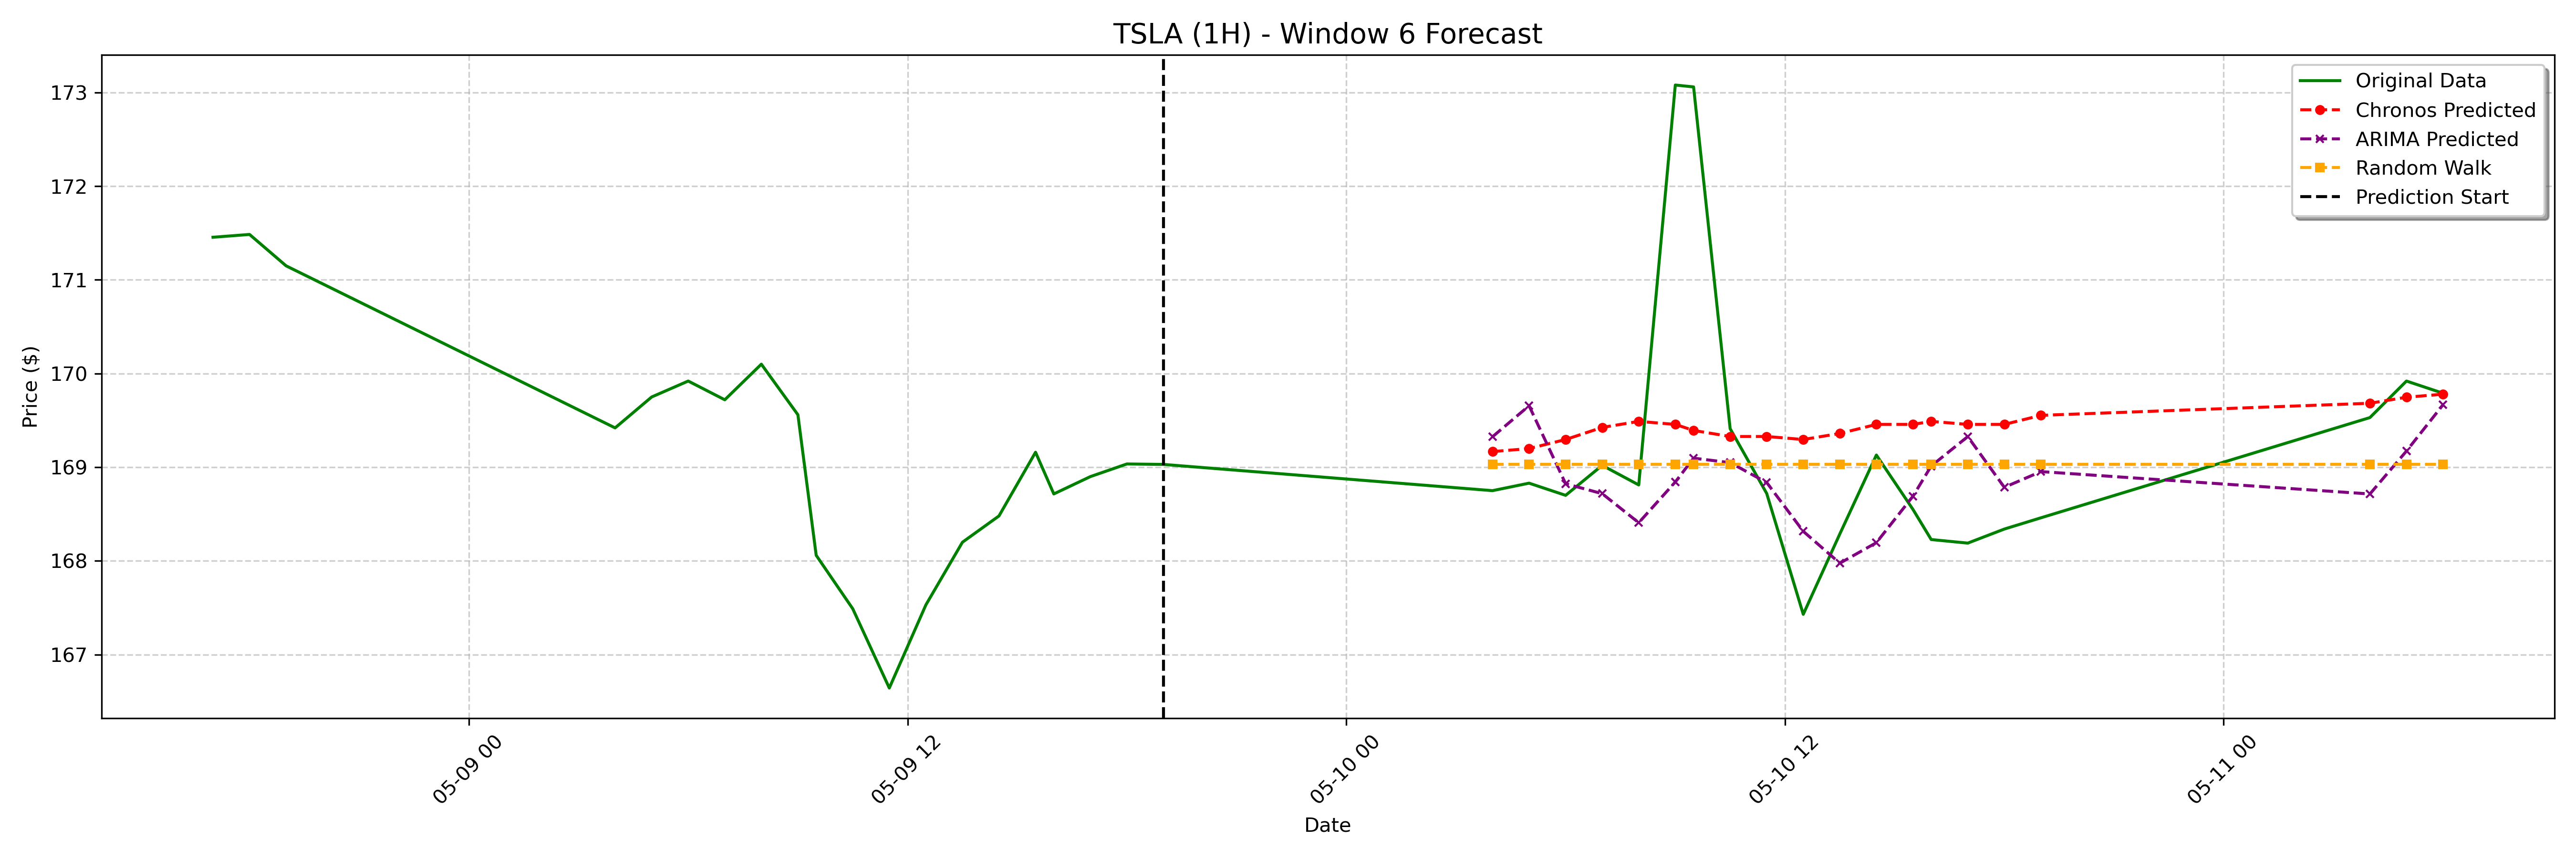 TSLA (1H) - Window 6 Forecast
Original Data
Chronos Predicted
ARIMA Predicted
Random Walk
Prediction Start
Price ($)
173
172
171
170
169
168
167
05-09 00
05-09 12
05-10 00
05-10 12
05-11 00
Date